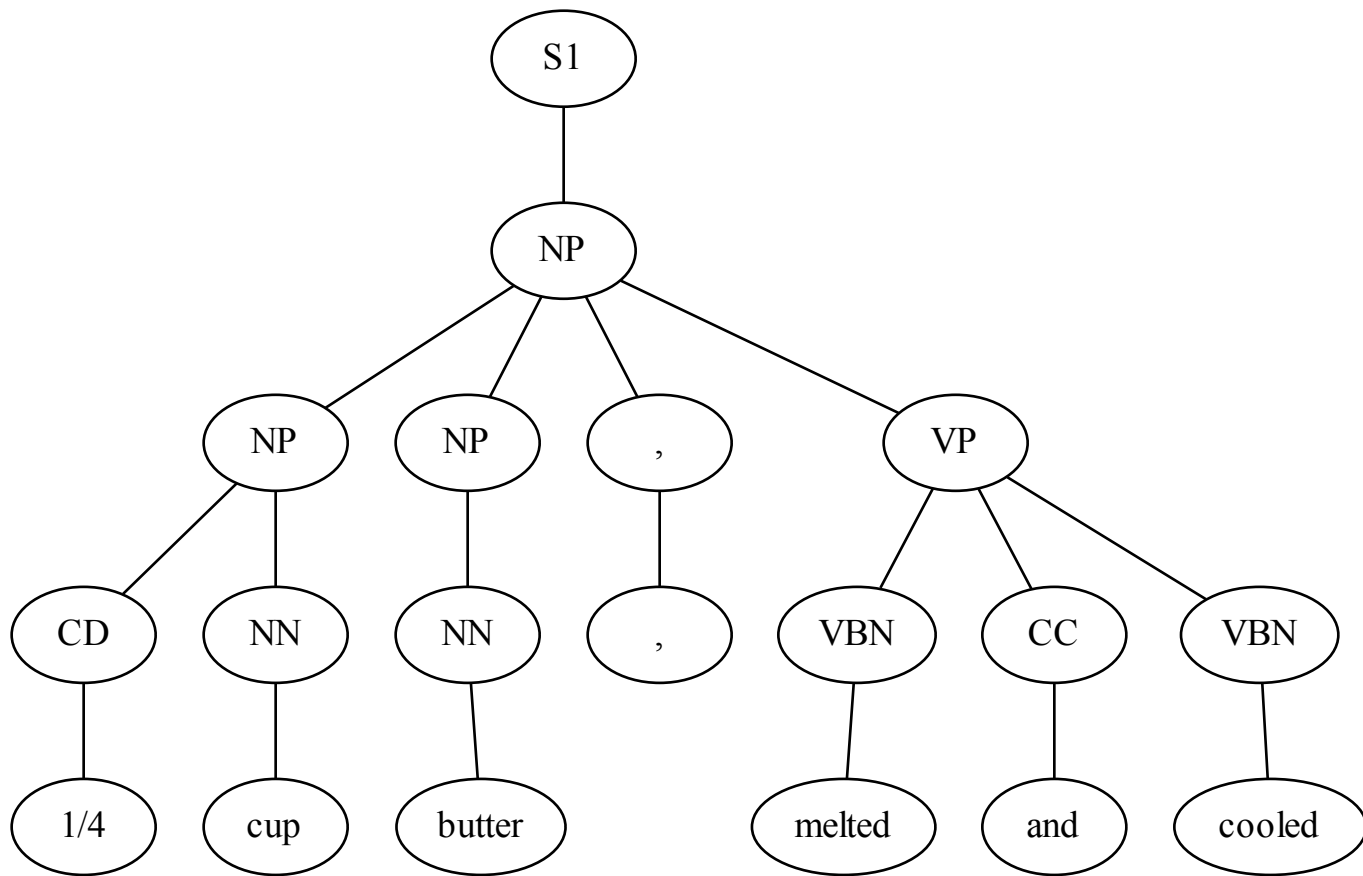 S1
NP
NP NP , VP
CD NN NN , VBN CC VBN
1/4 cup butter melted and cooled